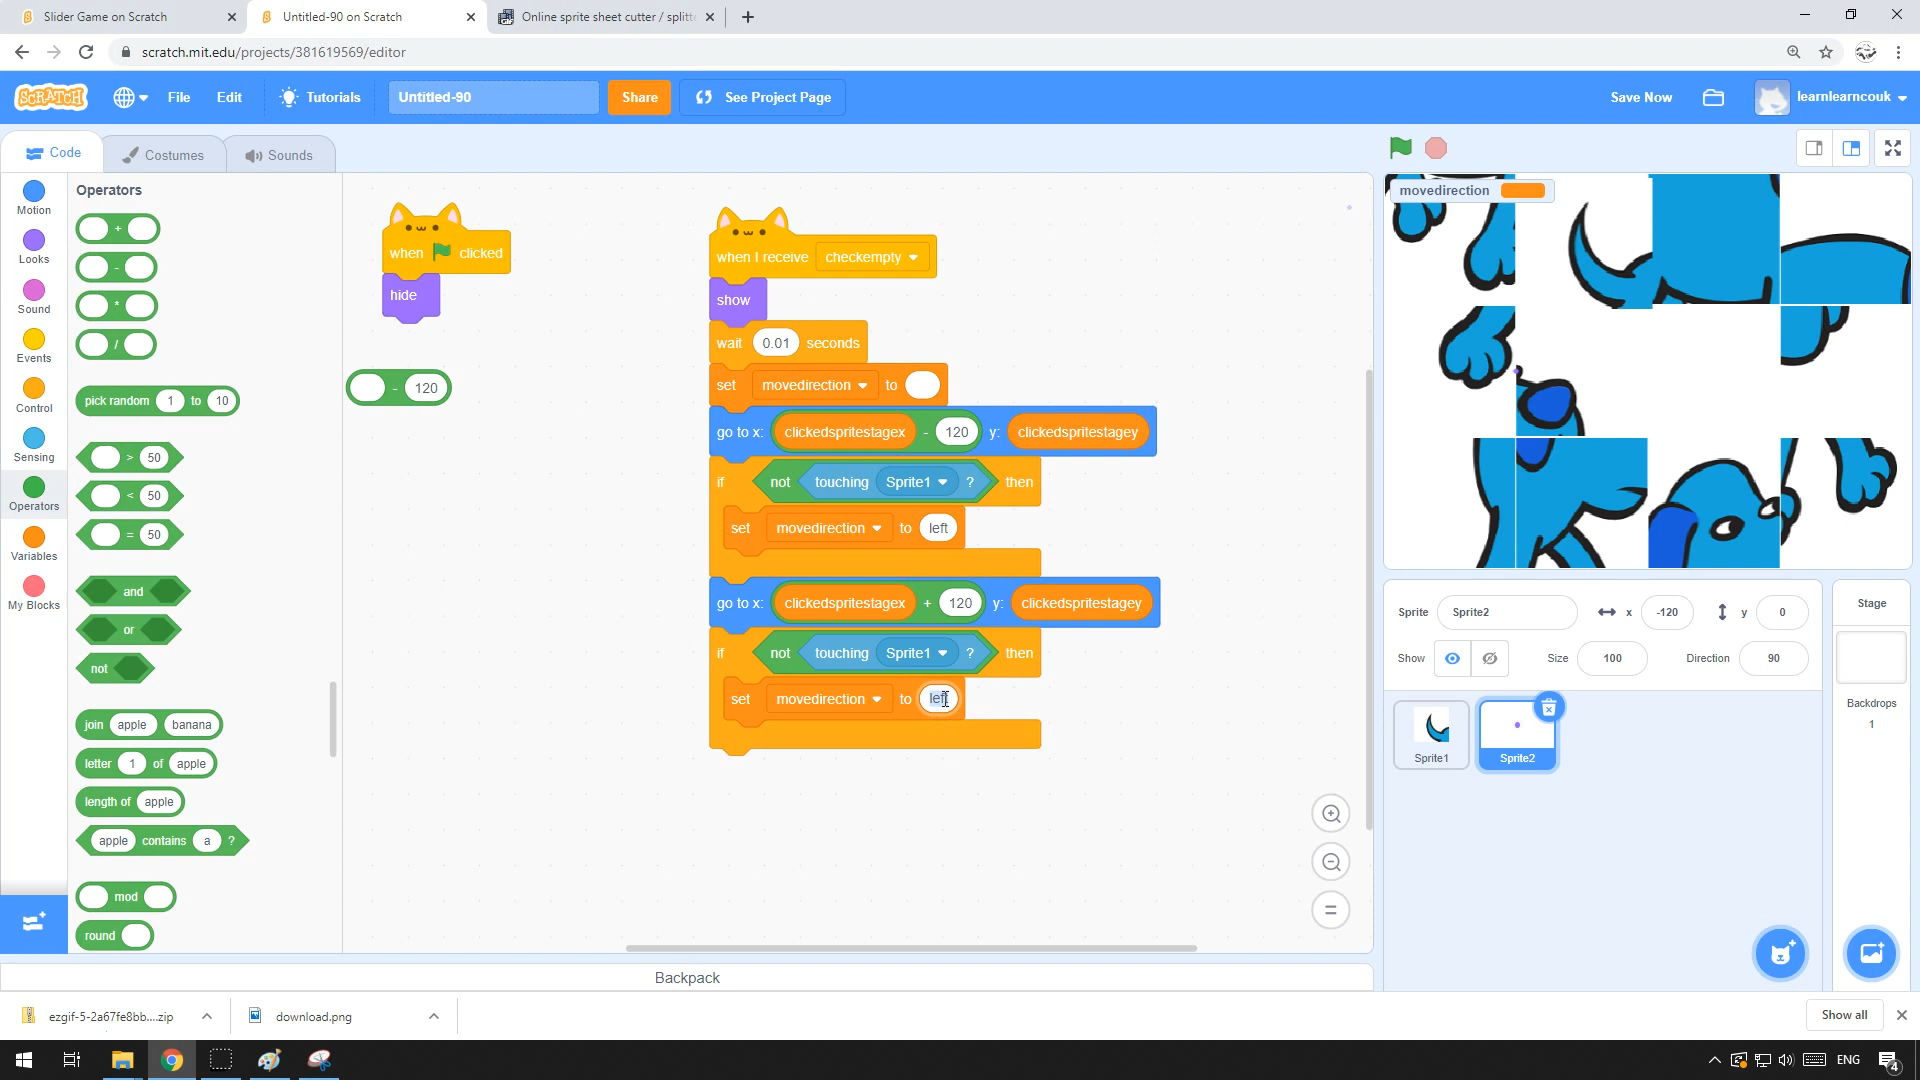 Slider Game on Scratch
Untitled-90 on Scratch
Online sprite sheet cutter / splitt
scratch.mit.edu/projects/381619569/editor
SCRATCH
File
Edit
Tutorials
Untitled-90
Share
See Project Page
Save Now
learnlearncouk
Code
Costumes
Sounds
Motion
Looks
Sound
Events
Control
Sensing
Operators
Variables
My Blocks
Operators
+
-
*
/
pick random 1 to 10
> 50
< 50
= 50
and
or
not
join apple banana
letter 1 of apple
length of apple
apple contains a ?
mod
round
when clicked
hide
- 120
when I receive checkempty
show
wait 0.01 seconds
set movedirection to
go to x: clickedspritestagex - 120 y: clickedspritestagey
if not touching Sprite1 ? then
set movedirection to left
go to x: clickedspritestagex + 120 y: clickedspritestagey
if not touching Sprite1 ? then
set movedirection to left
movedirection
Sprite Sprite2 x -120 y 0
Show Size 100 Direction 90
Sprite1
Sprite2
Stage
Backdrops
1
Backpack
ezgif-5-2a67fe8bb....zip
download.png
Show all
ENG
4